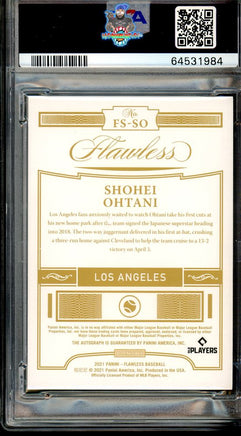 64531984
No.
FS-SO
Flawless
SHOHEI
OHTANI
Los Angeles fans anxiously waited to watch Ohtani take his first cuts at
his new home park after the team signed the Japanese superstar heading
into 2018. The two-way juggernaut delivered in his first at-bat, crushing
a three-run home against Cleveland to help the team cruise to a 13-2
victory on April 3.
LOS ANGELES
THE AUTOGRAPH IS GUARANTEED BY PANINI AMERICA, INC.
PLAYERS
2021 PANINI - FLAWLESS BASEBALL
© 2021 Panini America, Inc. Produced in the USA.
Officially Licensed Product of MLB Players, Inc.